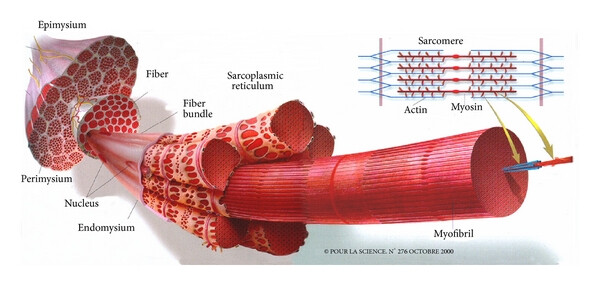 Epimysium
Sarcomere
Fiber
Sarcoplasmic
reticulum
Fiber
bundle
Actin
Myosin
Perimysium
Nucleus
Endomysium
Myofibril
© POUR LA SCIENCE. N° 276 OCTOBRE 2000